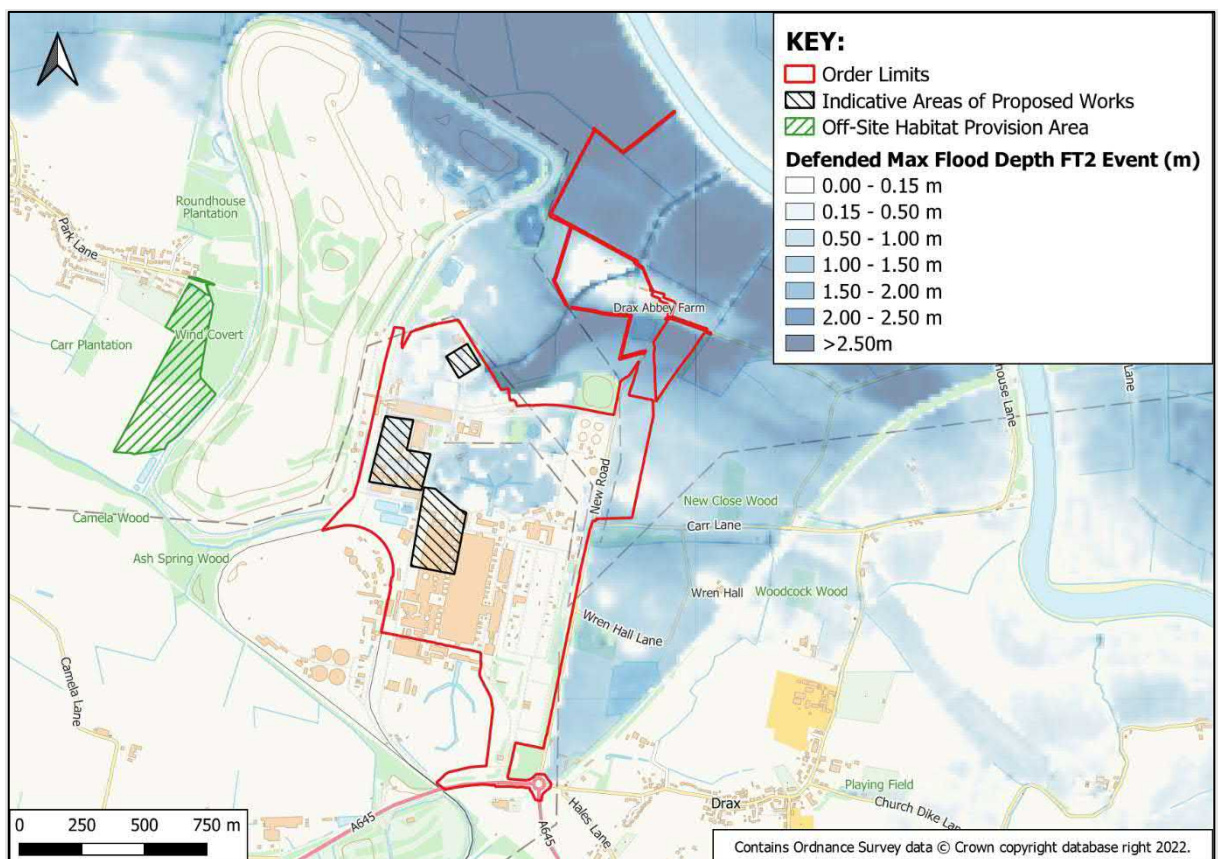 KEY:
Order Limits
Indicative Areas of Proposed Works
Off-Site Habitat Provision Area
Defended Max Flood Depth FT2 Event (m)
0.00 - 0.15 m
0.15 - 0.50 m
0.50 - 1.00 m
1.00 - 1.50 m
1.50 - 2.00 m
2.00 - 2.50 m
>2.50m
Roundhouse
Plantation
Park Lane
Wind Covert
Carr Plantation
Drax Abbey Farm
Lane
New Road
New Close Wood
Carr Lane
Camela Wood
Ash Spring Wood
Wren Hall
Woodcock Wood
Wren Hall Lane
Camela Lane
Playing Field
Drax
Church Dike
Hales Lane
A645
A645
0 250 500 750 m
Contains Ordnance Survey data © Crown copyright database right 2022.